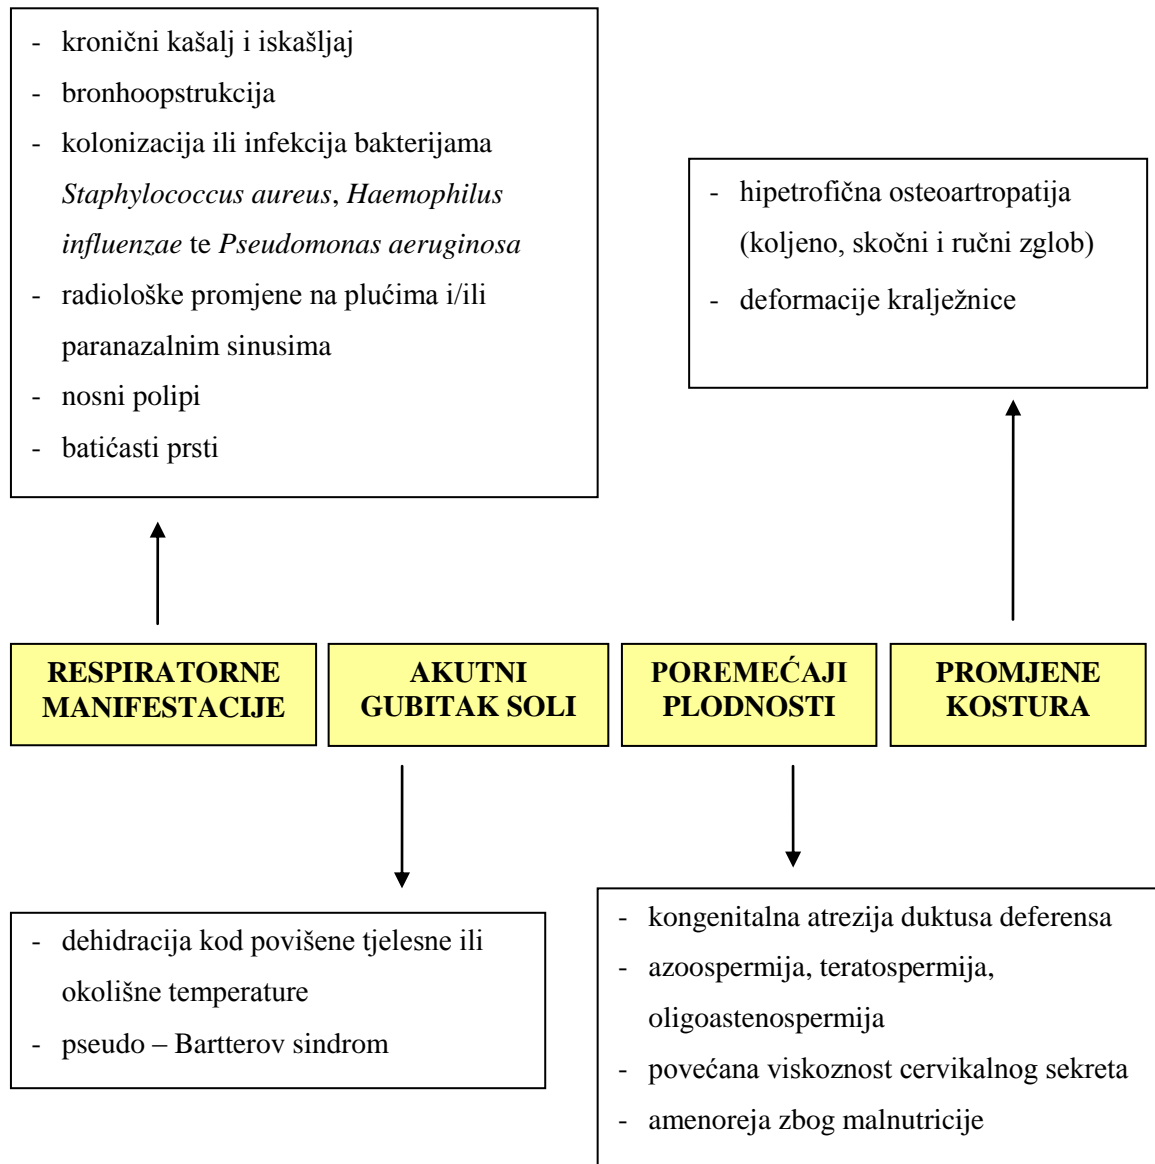 - kronični kašalj i iskašljaj
- bronhoopstrukcija
- kolonizacija ili infekcija bakterijama
Staphylococcus aureus, Haemophilus
influenzae te Pseudomonas aeruginosa
- radiološke promjene na plućima i/ili
paranazalnim sinusima
- nosni polipi
- batićasti prsti
- hipetrofična osteoartropatija
(koljeno, skočni i ručni zglob)
- deformacije kralježnice
RESPIRATORNE
MANIFESTACIJE
AKUTNI
GUBITAK SOLI
POREMEĆAJI
PLODNOSTI
PROMJENE
KOSTURA
- dehidracija kod povišene tjelesne ili
okolišne temperature
- pseudo – Bartterov sindrom
- kongenitalna atrezija duktusa deferensa
- azoospermija, teratospermija,
oligoastenospermija
- povećana viskoznost cervikalnog sekreta
- amenoreja zbog malnutricije